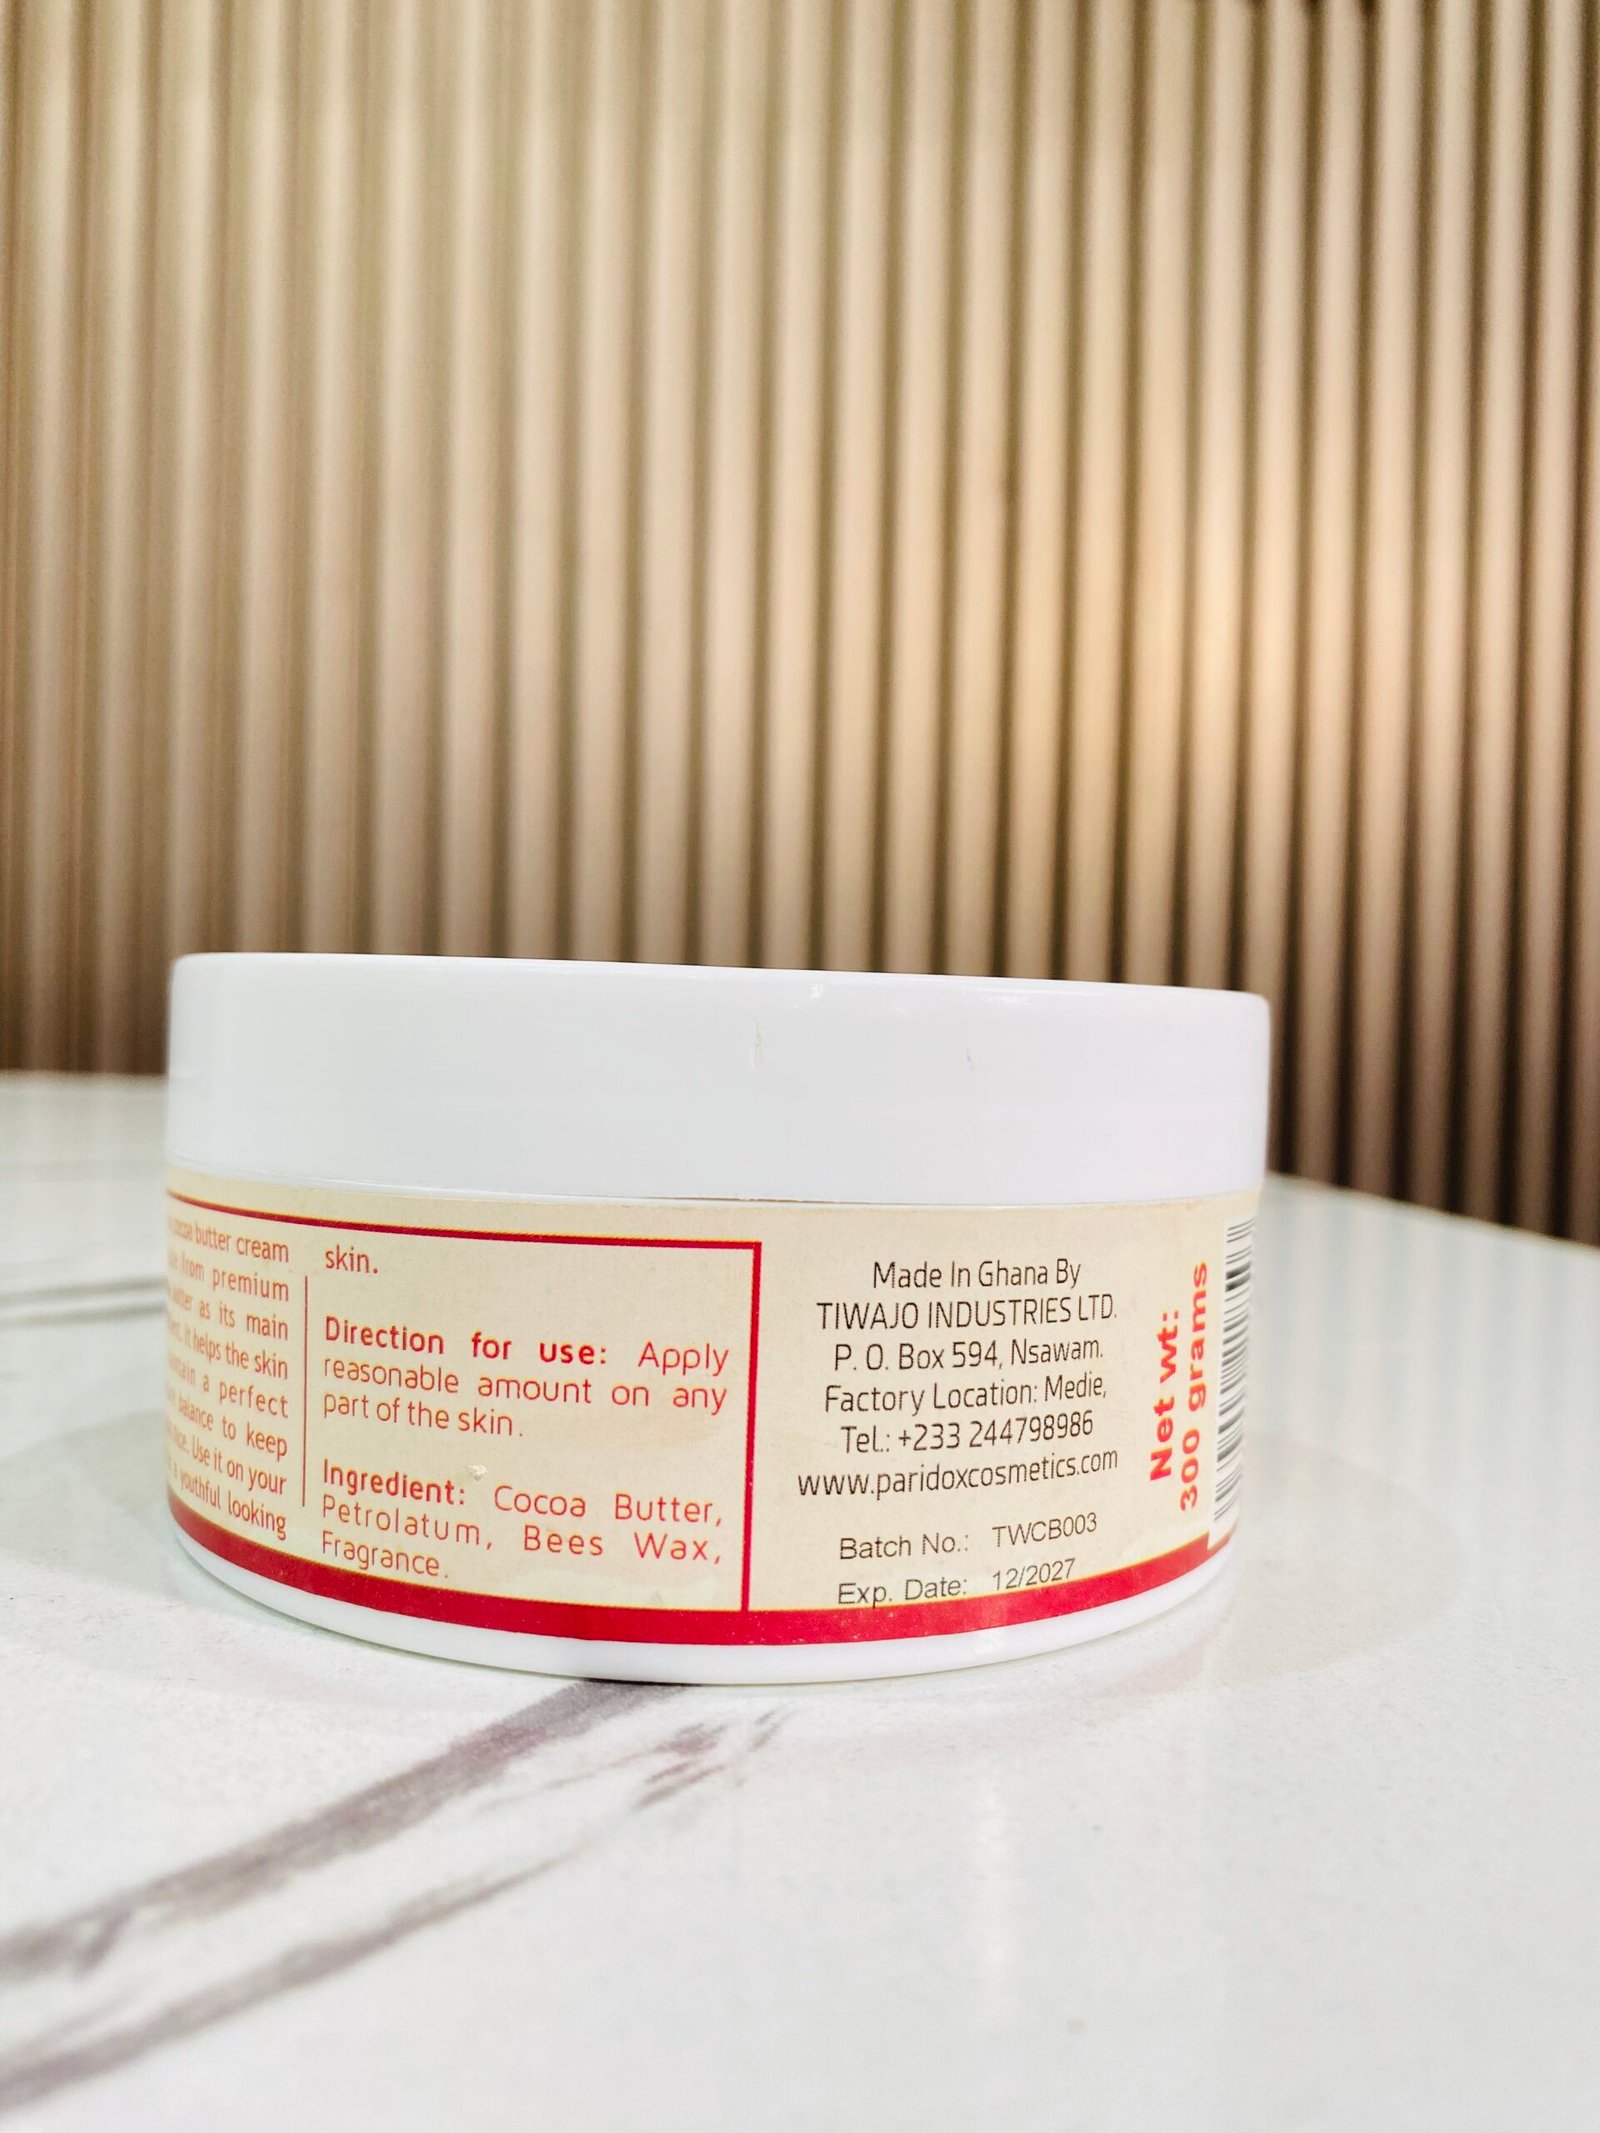 cocoa butter cream
from premium
butter as its main
It helps the skin
a perfect
balance to keep
Use it on your
a youthful looking
skin.
Direction for use: Apply
reasonable amount on any
part of the skin.
Ingredient: Cocoa Butter,
Petrolatum, Bees Wax,
Fragrance.
Made In Ghana By
TIWAJO INDUSTRIES LTD.
P. O. Box 594, Nsawam.
Factory Location: Medie,
Tel.: +233 244798986
www.paridoxcosmetics.com
Batch No.: TWCB003
Exp. Date: 12/2027
Net wt:
300 grams